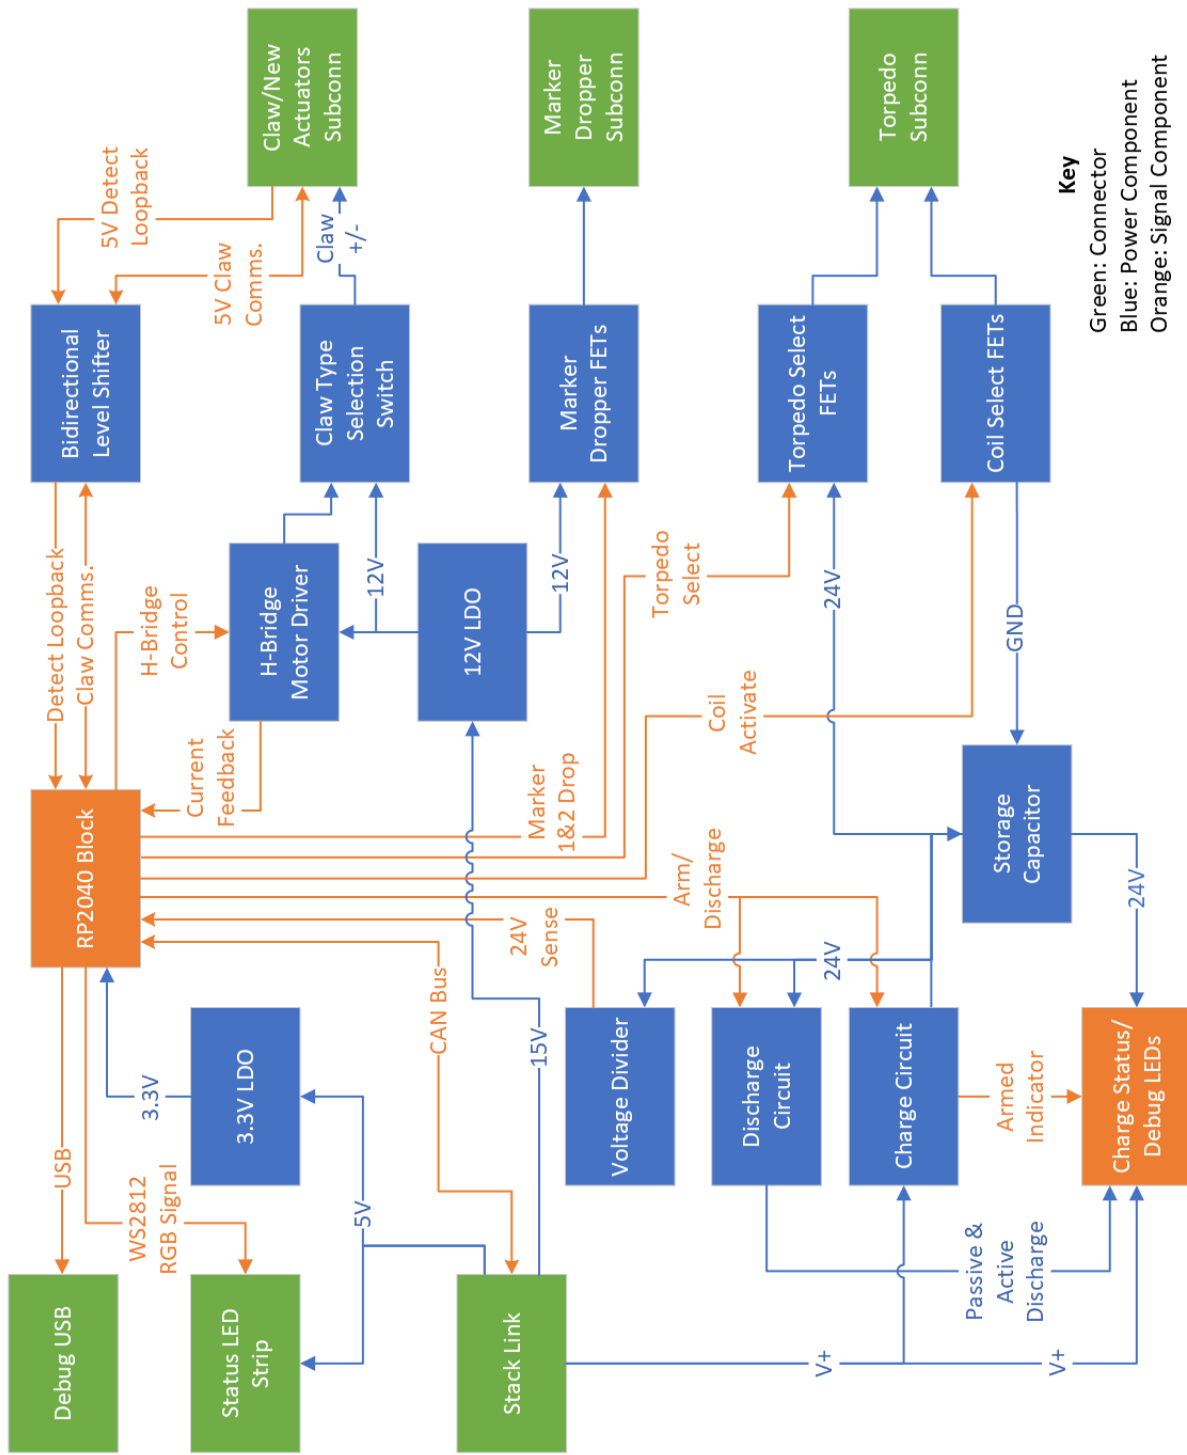 Debug USB
Status LED
Strip
Stack Link
USB
WS2812
RGB Signal
5V
3.3V
3.3V LDO
CAN Bus
15V
V+
V+
Passive &
Active
Discharge
Voltage Divider
Discharge
Circuit
Charge Circuit
Armed
Indicator
Charge Status/
Debug LEDs
RP2040 Block
24V
Sense
Arm/
Discharge
24V
Storage
Capacitor
24V
Current
Feedback
Marker
1&2 Drop
Coil
Activate
Detect Loopback
Claw Comms.
H-Bridge
Control
H-Bridge
Motor Driver
12V LDO
12V
12V
Torpedo
Select
24V
GND
Bidirectional
Level Shifter
Claw Type
Selection
Switch
Marker
Dropper FETs
Torpedo Select
FETs
Coil Select FETs
5V Detect
Loopback
5V Claw
Comms.
Claw
+/-
Claw/New
Actuators
Subconn
Marker
Dropper
Subconn
Torpedo
Subconn
Key
Green: Connector
Blue: Power Component
Orange: Signal Component